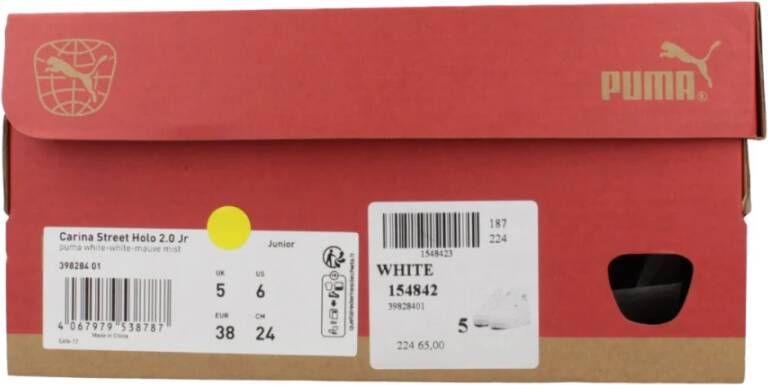 PUMA®
Carina Street Holo 2.0 Jr
puma white-white-mauve mist
Junior
398284 01
UK US
5 6
EUR CM
38 24
4 067979 538787
Made in China
187
224
1548423
WHITE
154842
39828401
5
224 65,00